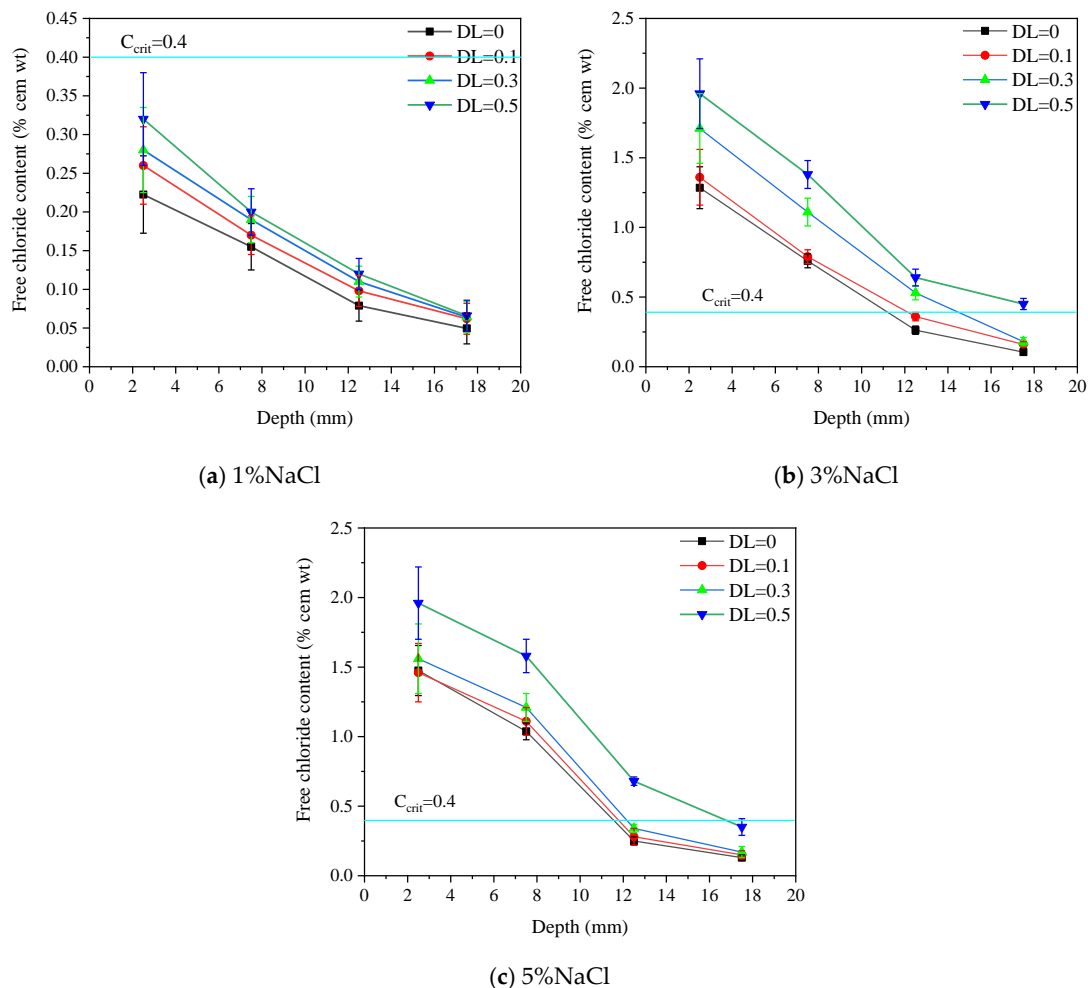 0.45
0.40
0.35
0.30
0.25
0.20
0.15
0.10
0.05
0.00
Free chloride content (% cem wt)
C_crit=0.4
DL=0
DL=0.1
DL=0.3
DL=0.5
0 2 4 6 8 10 12 14 16 18 20
Depth (mm)
(a) 1%NaCl
2.5
2.0
1.5
1.0
0.5
0.0
Free chloride content (% cem wt)
C_crit=0.4
DL=0
DL=0.1
DL=0.3
DL=0.5
0 2 4 6 8 10 12 14 16 18 20
Depth (mm)
(b) 3%NaCl
2.5
2.0
1.5
1.0
0.5
0.0
Free chloride content (% cem wt)
C_crit=0.4
DL=0
DL=0.1
DL=0.3
DL=0.5
0 2 4 6 8 10 12 14 16 18 20
Depth (mm)
(c) 5%NaCl